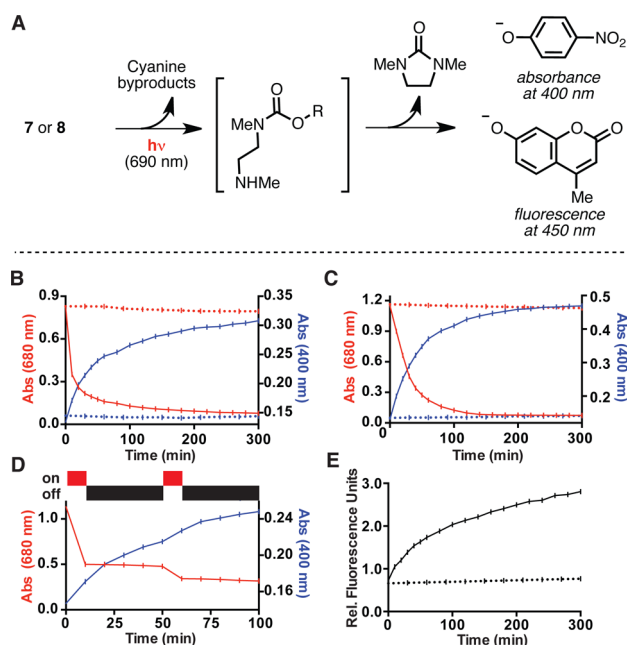 A
Cyanine
byproducts
7 or 8
hν
(690 nm)
O
MeN
O
R
NHMe
O
MeN
NMe
−
O
NO2
absorbance
at 400 nm
−
O
O
O
Me
fluorescence
at 450 nm
B
Abs (680 nm)
0.9
0.6
0.3
0.0
0.35
0.30
0.25
0.20
0.15
Abs (400 nm)
0
100
200
300
Time (min)
C
Abs (680 nm)
1.2
0.9
0.6
0.3
0.0
0.5
0.4
0.3
0.2
Abs (400 nm)
0
100
200
300
Time (min)
D
on
off
Abs (680 nm)
1.0
0.5
0.0
0.24
0.20
0.16
Abs (400 nm)
0
25
50
75
100
Time (min)
E
Rel. Fluorescence Units
3.0
2.0
1.0
0.0
0
100
200
300
Time (min)